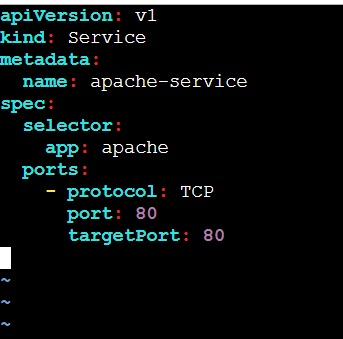 apiVersion: v1
kind: Service
metadata:
  name: apache-service
spec:
  selector:
    app: apache
  ports:
    - protocol: TCP
      port: 80
      targetPort: 80
~
~
~